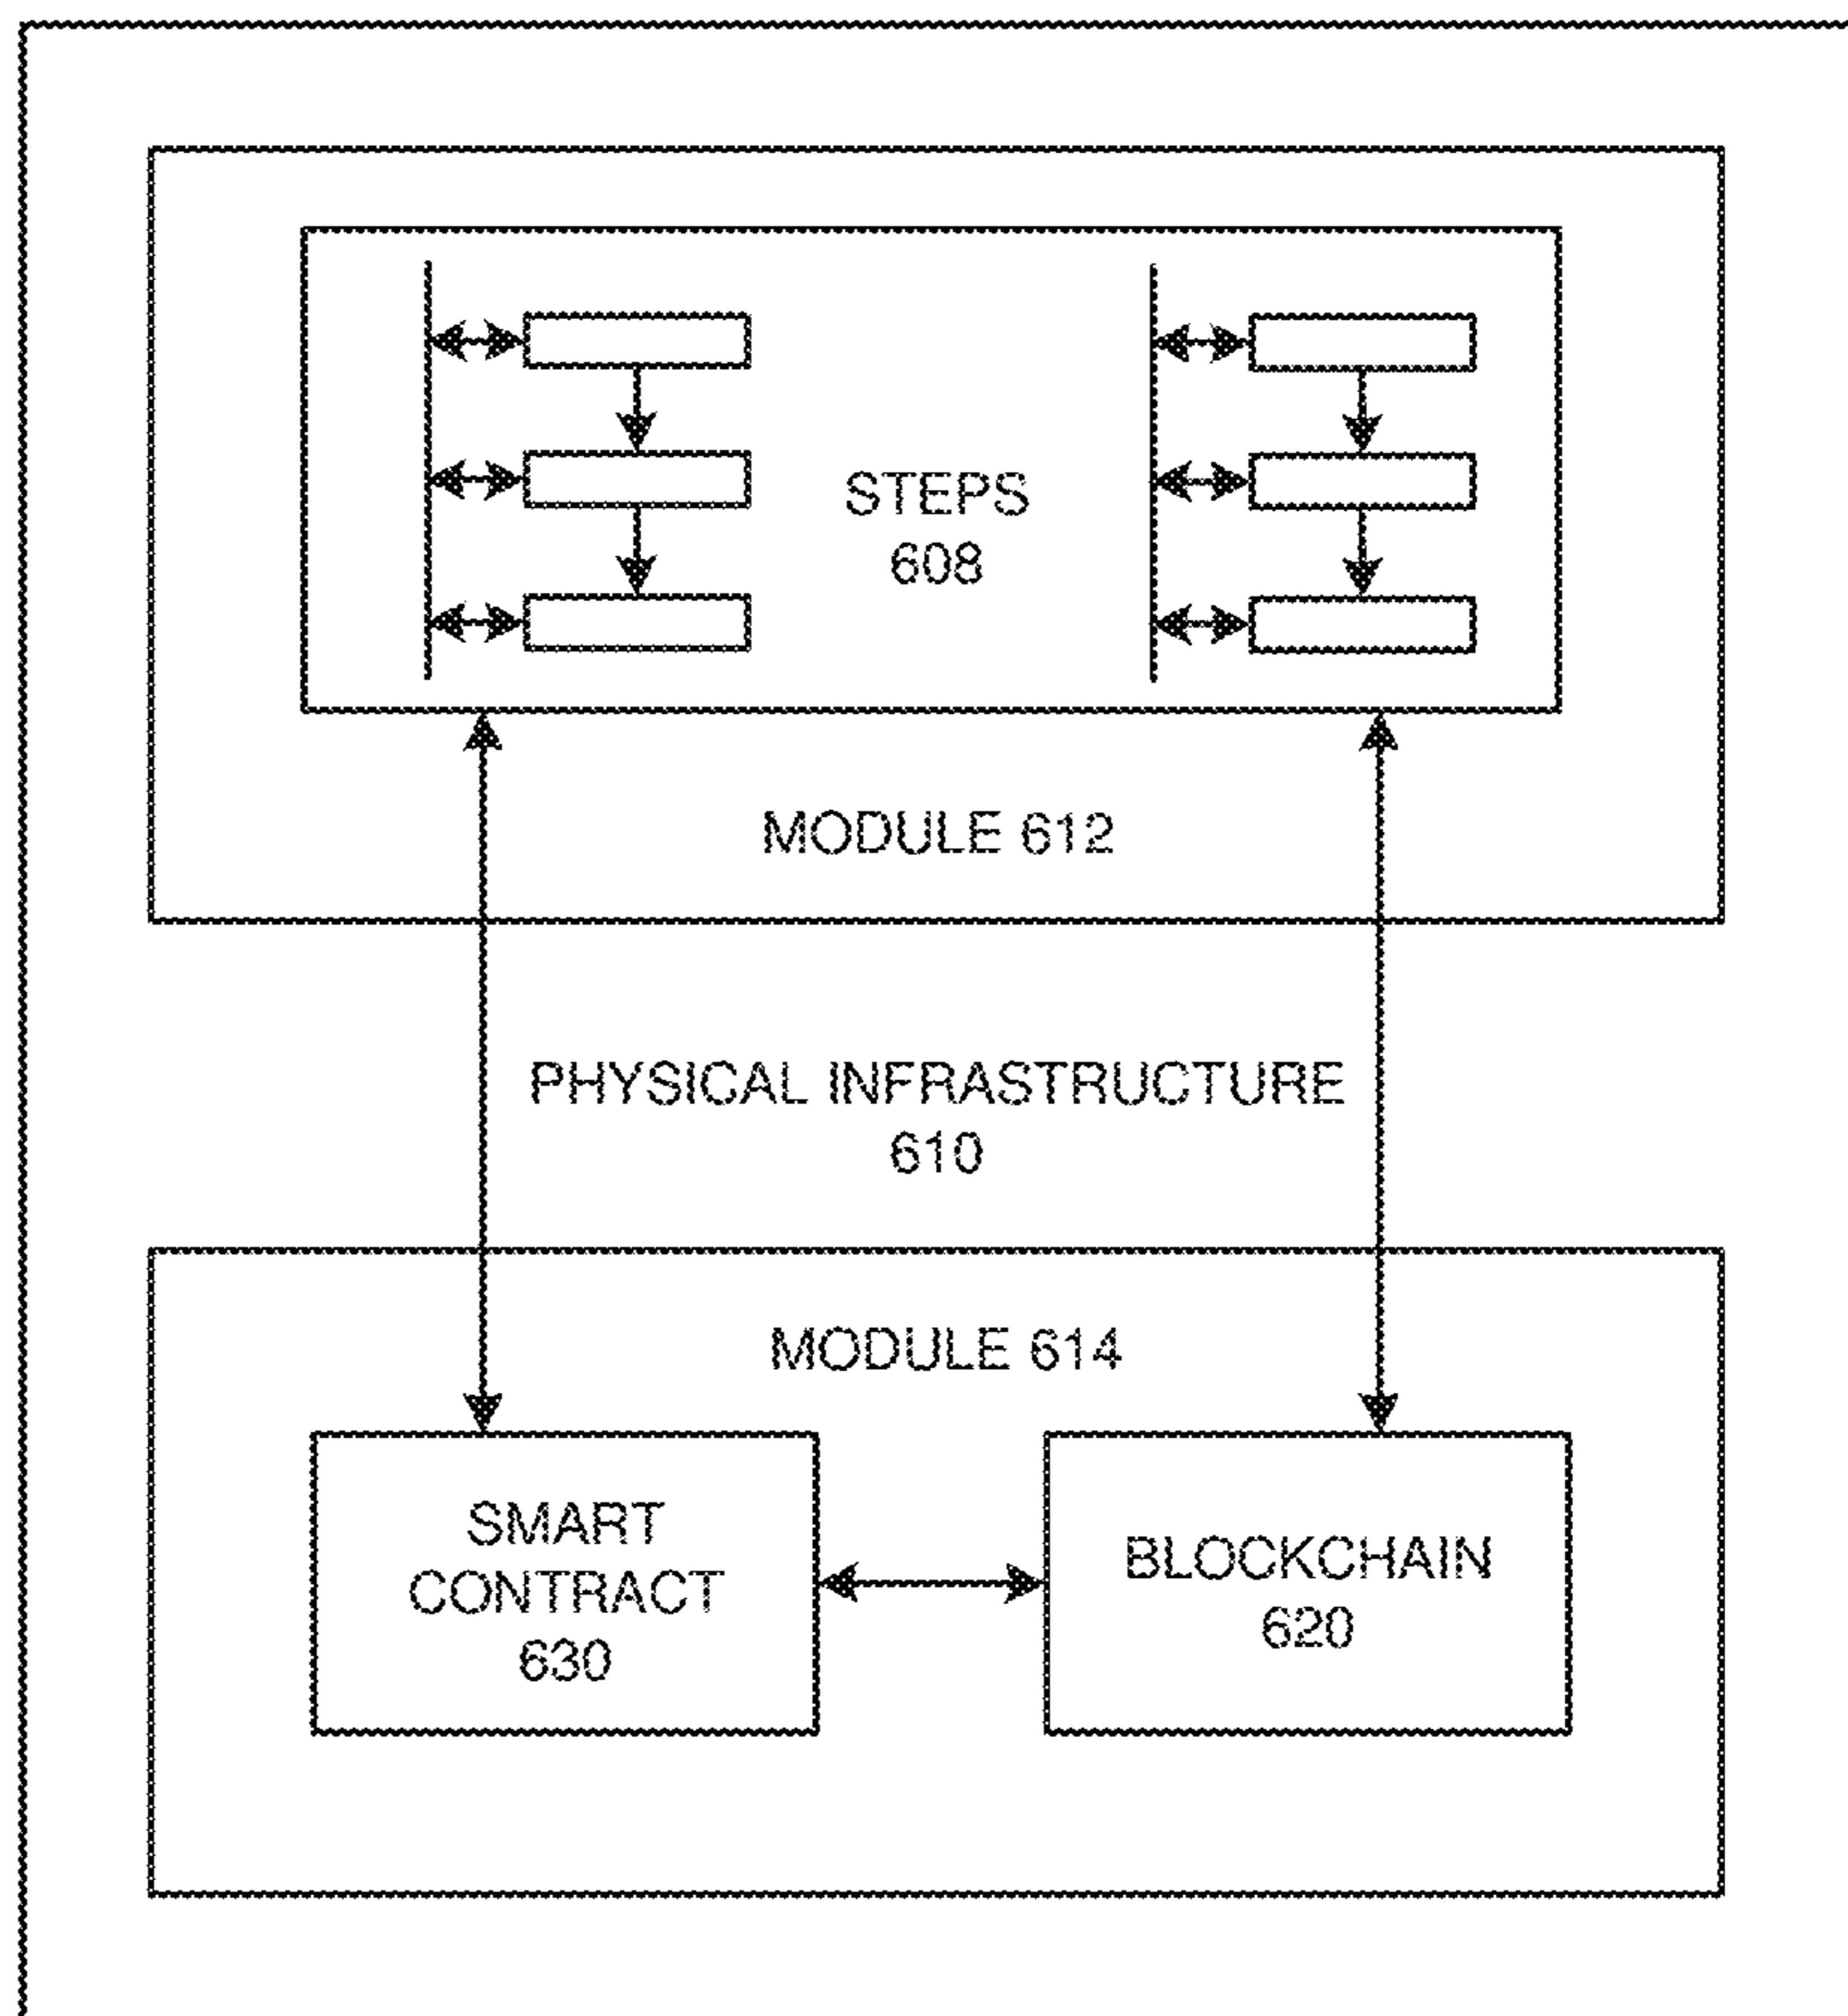 STEPS
608
MODULE 612
PHYSICAL INFRASTRUCTURE
610
MODULE 614
SMART
CONTRACT
630
BLOCKCHAIN
620